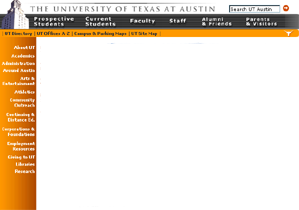 THE UNIVERSITY OF TEXAS AT AUSTIN
Search UT Austin
Prospective Students
Current Students
Faculty
Staff
Alumni & Friends
Parents & Visitors
| UT Directory | UT Offices A-Z | Campus & Parking Maps | UT Site Map |
About UT
Academics
Administration
Around Austin
Arts &
Entertainment
Athletics
Community
Outreach
Continuing &
Distance Ed.
Corporations &
Foundations
Employment
Resources
Giving to UT
Libraries
Research